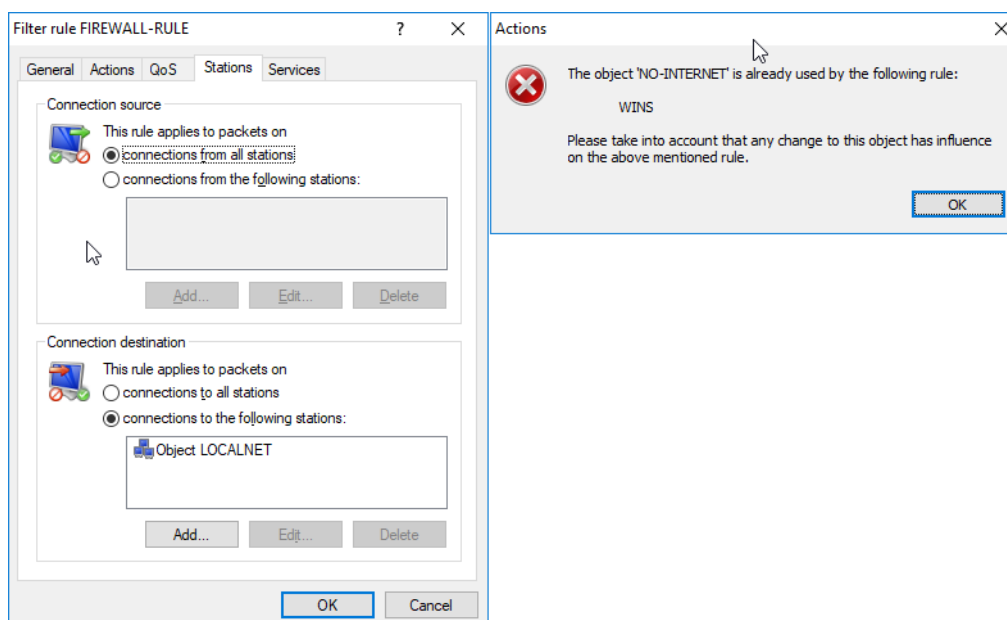 Filter rule FIREWALL-RULE ?
General Actions QoS Stations Services
Connection source
This rule applies to packets on
connections from all stations
connections from the following stations:
Add... Edit... Delete
Connection destination
This rule applies to packets on
connections to all stations
connections to the following stations:
Object LOCALNET
Add... Edit... Delete
OK Cancel
Actions
The object 'NO-INTERNET' is already used by the following rule:
WINS
Please take into account that any change to this object has influence
on the above mentioned rule.
OK